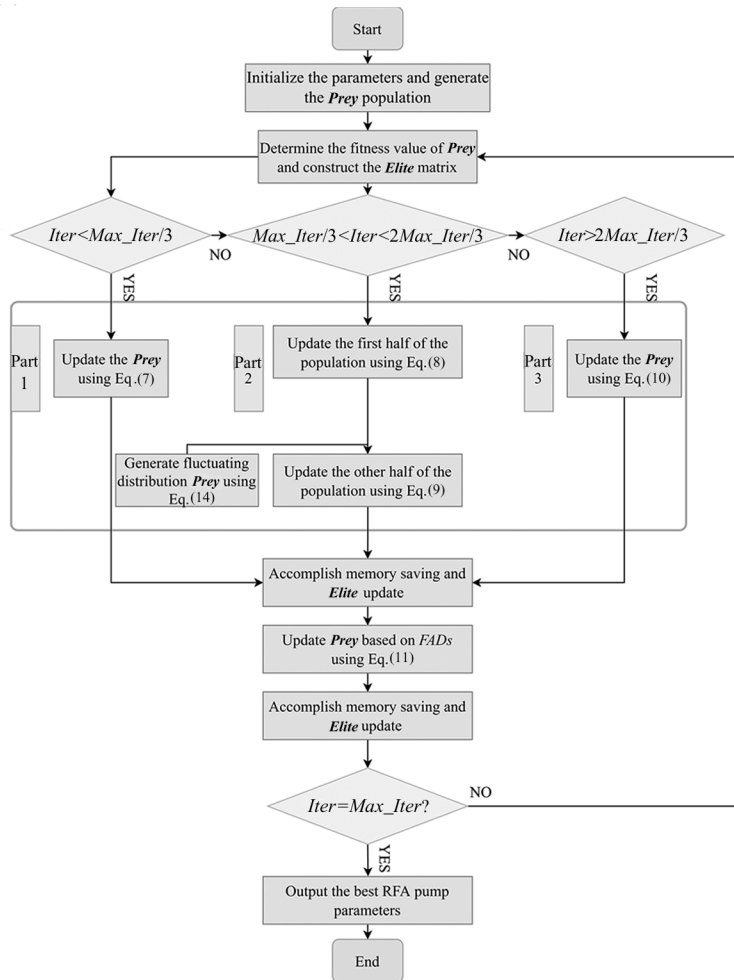 Start
Initialize the parameters and generate
the Prey population
Determine the fitness value of Prey
and construct the Elite matrix
Iter<Max_Iter/3
NO
Max_Iter/3<Iter<2Max_Iter/3
NO
Iter>2Max_Iter/3
YES
YES
YES
Part
1
Update the Prey
using Eq.(7)
Part
2
Update the first half of the
population using Eq.(8)
Part
3
Update the Prey
using Eq.(10)
Generate fluctuating
distribution Prey using
Eq.(14)
Update the other half of the
population using Eq.(9)
Accomplish memory saving and
Elite update
Update Prey based on FADs
using Eq.(11)
Accomplish memory saving and
Elite update
Iter=Max_Iter?
NO
YES
Output the best RFA pump
parameters
End